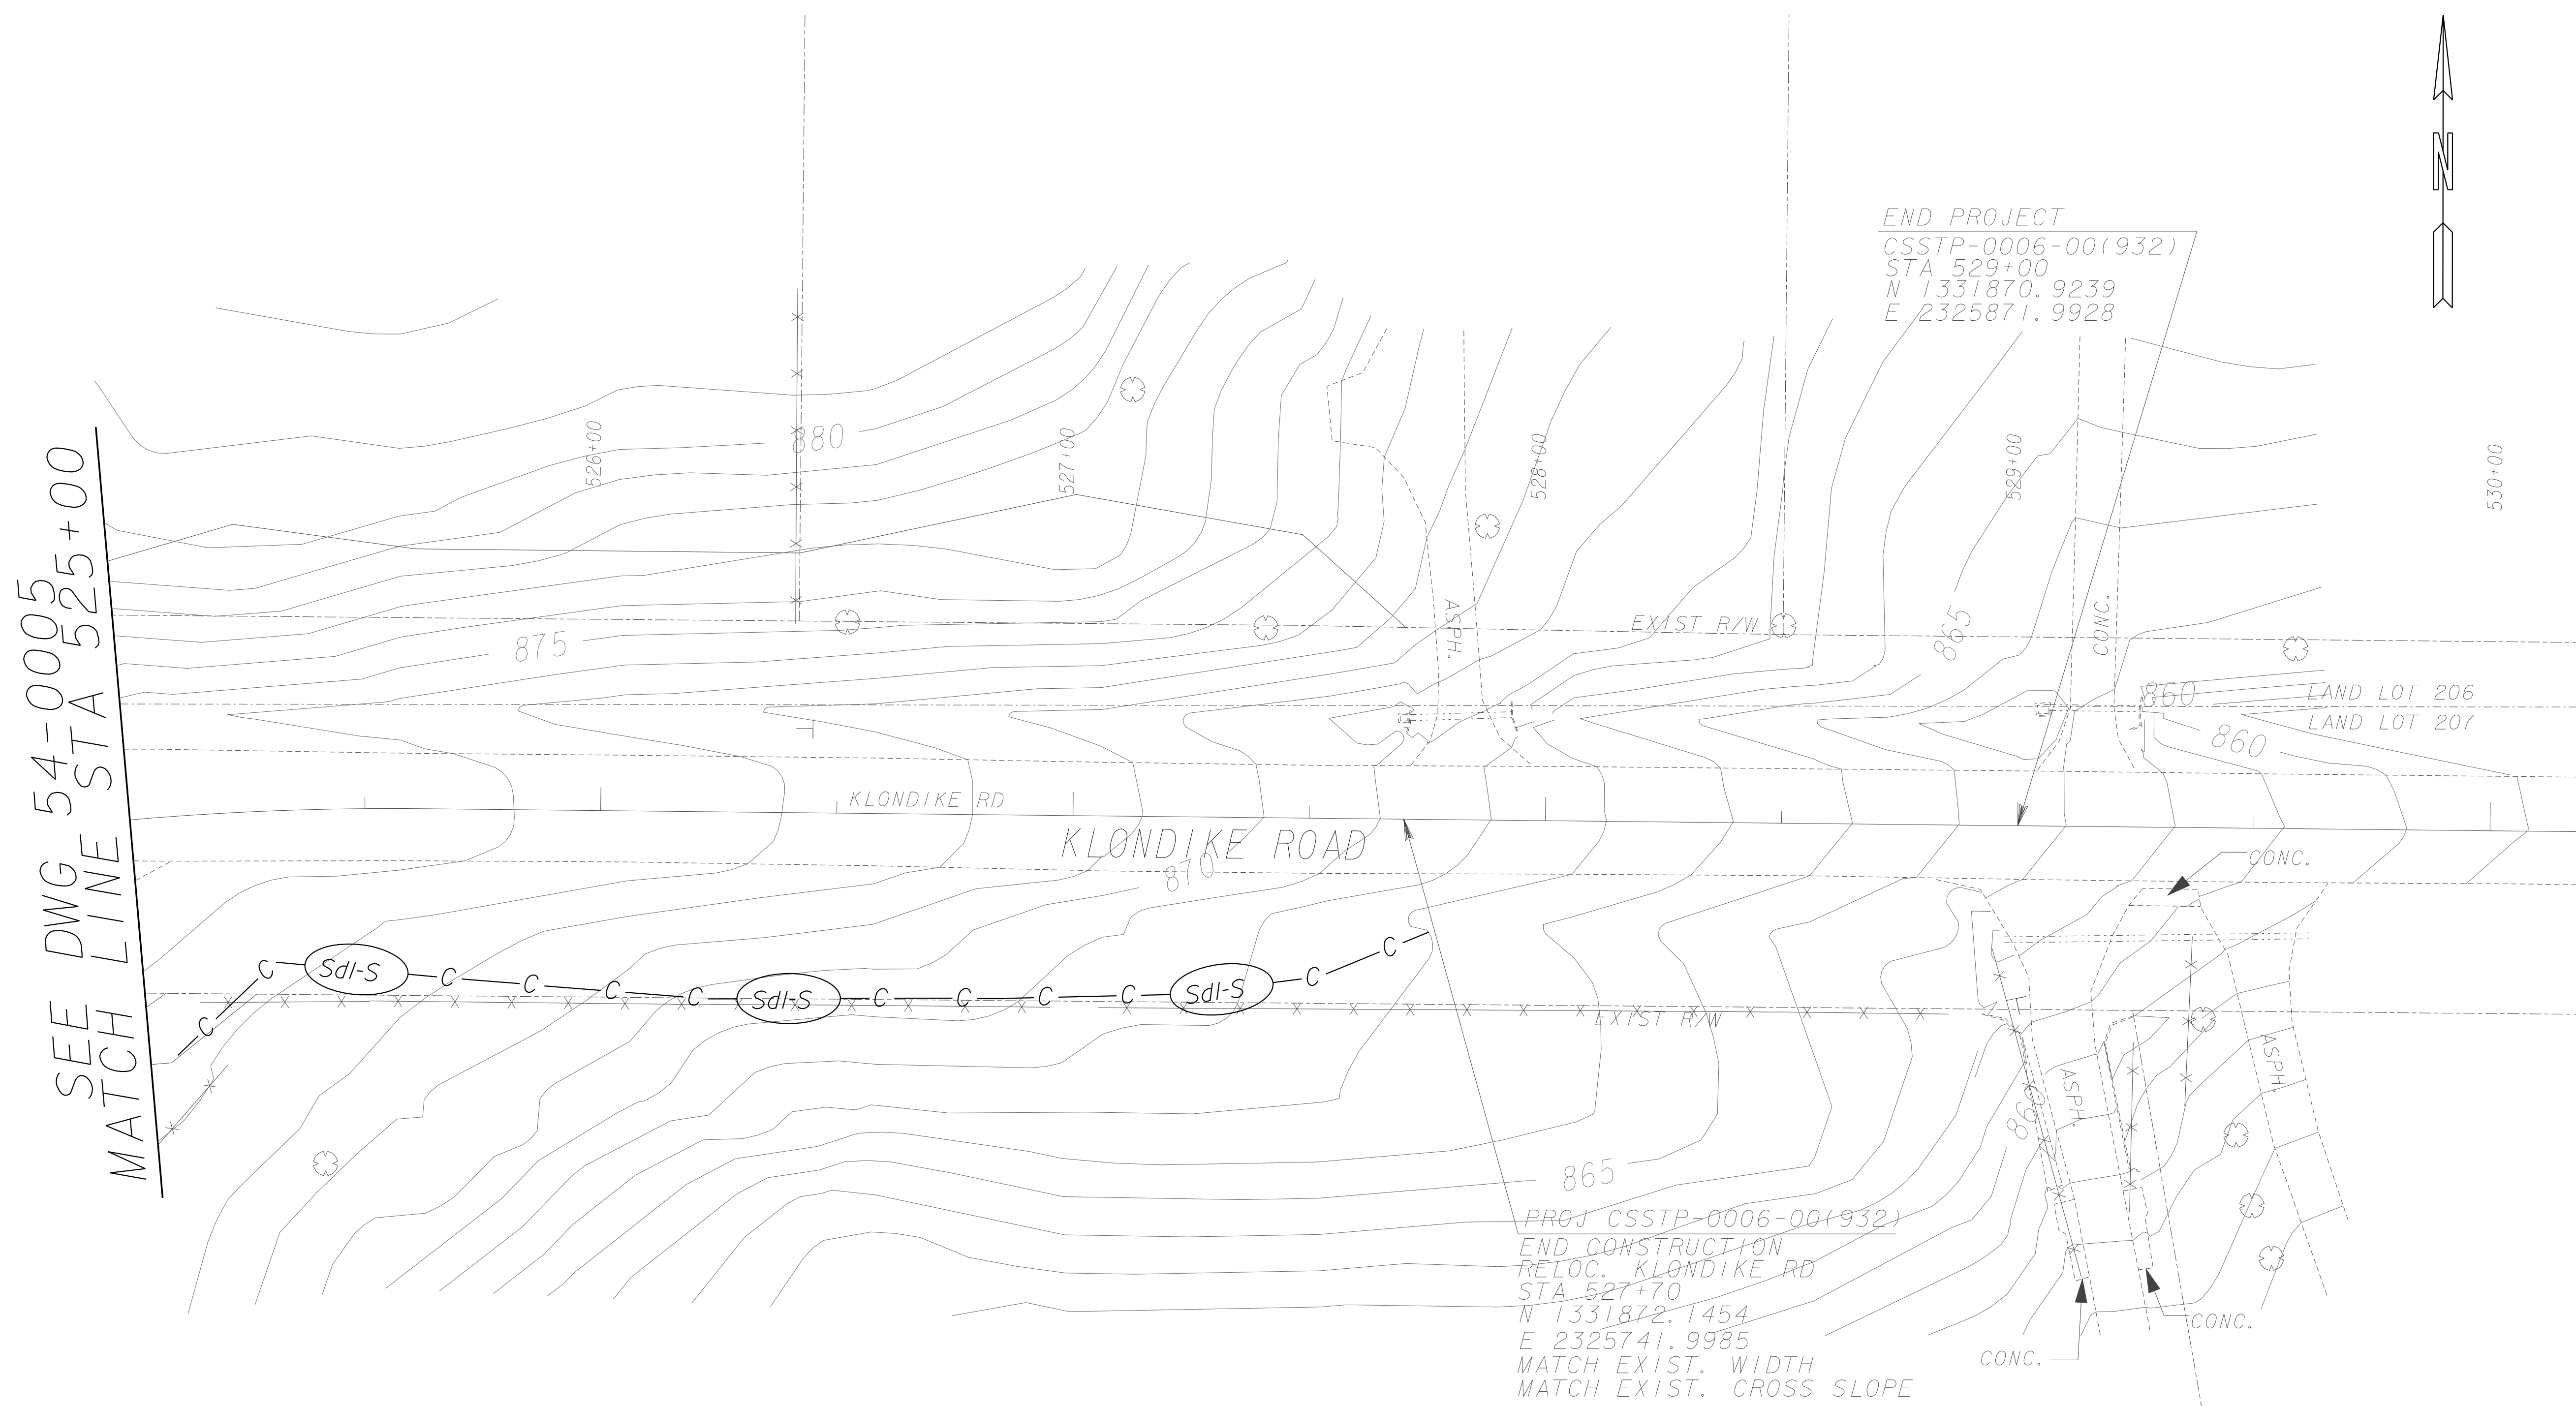 N
END PROJECT
CSSTP-0006-00(932)
STA 529+00
N 1331870.9239
E 2325871.9928
SEE DWG 54-0005
MATCH LINE STA 525+00
526+00
527+00
528+00
529+00
530+00
880
875
865
ASPH.
EXIST R/W
CONC.
860
LAND LOT 206
LAND LOT 207
860
KLONDIKE RD
KLONDIKE ROAD
870
CONC.
C
C
Sdl-S
C
C
C
C
Sdl-S
C
C
C
C
Sdl-S
C
C
EXIST R/W
860
ASPH.
ASPH.
865
PROJ CSSTP-0006-00(932)
END CONSTRUCTION
RELOC. KLONDIKE RD
STA 527+70
N 1331872.1454
E 2325741.9985
MATCH EXIST. WIDTH
MATCH EXIST. CROSS SLOPE
CONC.
CONC.